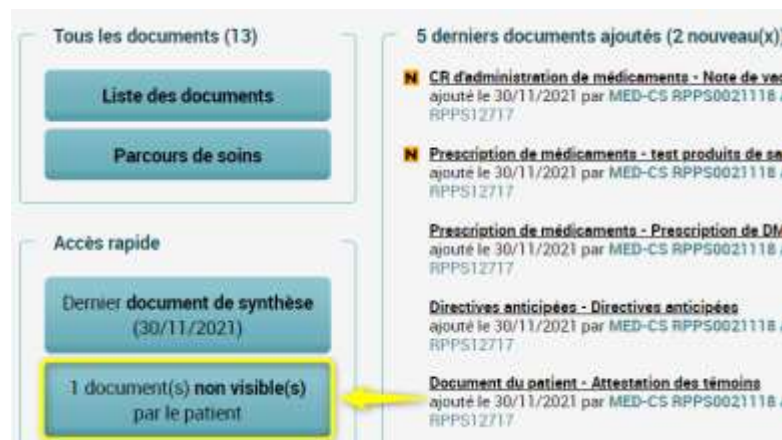 Tous les documents (13)
Liste des documents
Parcours de soins
Accès rapide
Dernier document de synthèse
(30/11/2021)
1 document(s) non visible(s)
par le patient
5 derniers documents ajoutés (2 nouveau(x))
N CR d'administration de médicaments - Note de vac
ajouté le 30/11/2021 par MED-CS RPPS0021118
RPPS12717
N Prescription de médicaments - test produits de sa
ajouté le 30/11/2021 par MED-CS RPPS0021118
RPPS12717
Prescription de médicaments - Prescription de DM
ajouté le 30/11/2021 par MED-CS RPPS0021118
RPPS12717
Directives anticipées - Directives anticipées
ajouté le 30/11/2021 par MED-CS RPPS0021118
RPPS12717
Document du patient - Attestation des témoins
ajouté le 30/11/2021 par MED-CS RPPS0021118
RPPS12717